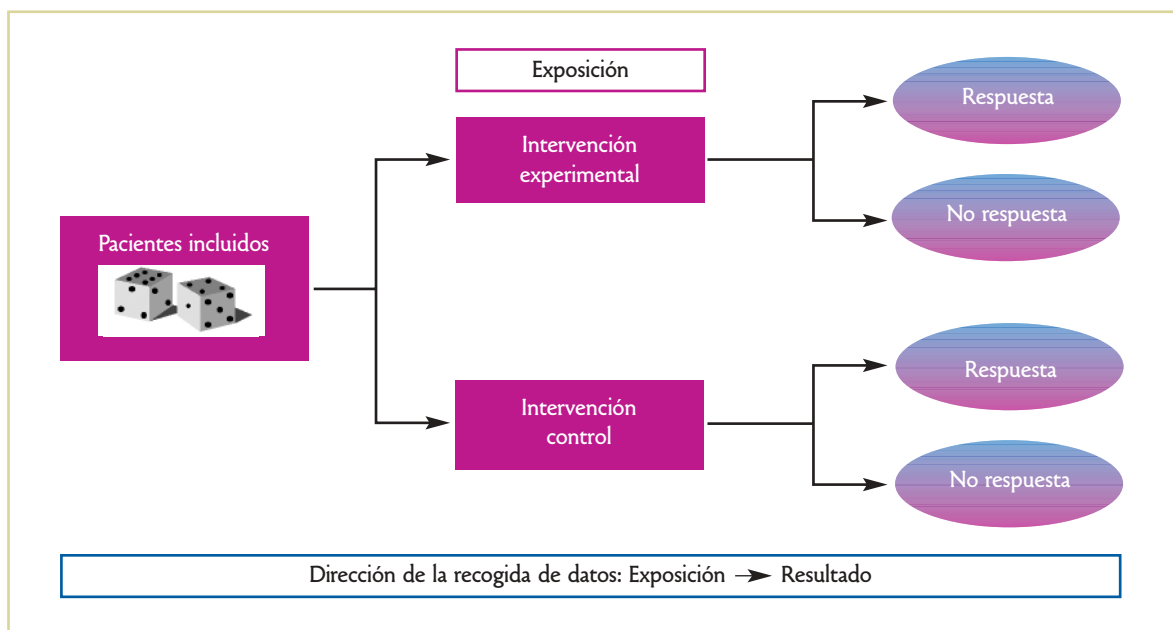 Exposición
Pacientes incluidos
Intervención
experimental
Intervención
control
Respuesta
No respuesta
Respuesta
No respuesta
Dirección de la recogida de datos: Exposición → Resultado